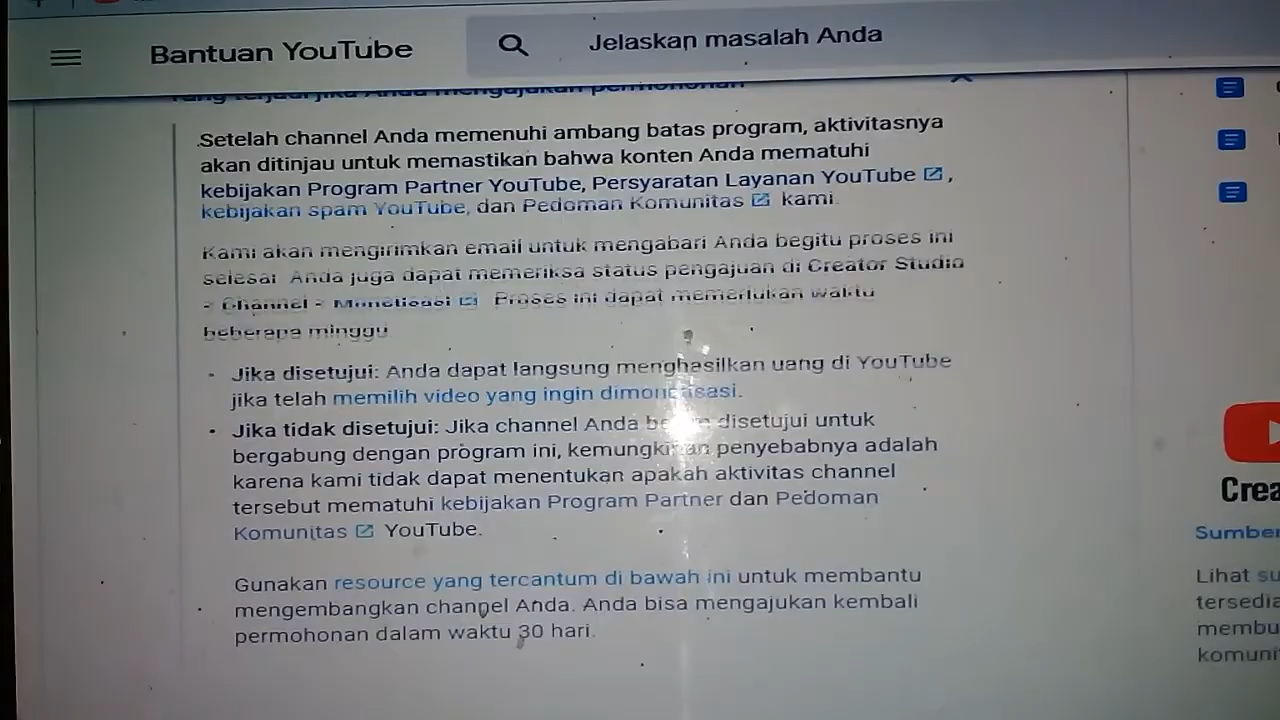 Bantuan YouTube
Jelaskan masalah Anda
Yang terjadi jika Anda mengajukan permohonan
Setelah channel Anda memenuhi ambang batas program, aktivitasnya
akan ditinjau untuk memastikan bahwa konten Anda mematuhi
kebijakan Program Partner YouTube, Persyaratan Layanan YouTube,
kebijakan spam YouTube, dan Pedoman Komunitas kami.
Kami akan mengirimkan email untuk mengabari Anda begitu proses ini
selesai. Anda juga dapat memeriksa status pengajuan di Creator Studio
> Channel > Monetisasi Proses ini dapat memerlukan waktu
beberapa minggu.
• Jika disetujui: Anda dapat langsung menghasilkan uang di YouTube
jika telah memilih video yang ingin dimonetisasi.
• Jika tidak disetujui: Jika channel Anda disetujui untuk
bergabung dengan program ini, kemungkinan penyebabnya adalah
karena kami tidak dapat menentukan apakah aktivitas channel
tersebut mematuhi kebijakan Program Partner dan Pedoman
Komunitas YouTube.
Gunakan resource yang tercantum di bawah ini untuk membantu
mengembangkan channel Anda. Anda bisa mengajukan kembali
permohonan dalam waktu 30 hari.
Crea
Sumber
Lihat su
tersedia
membu
komuni